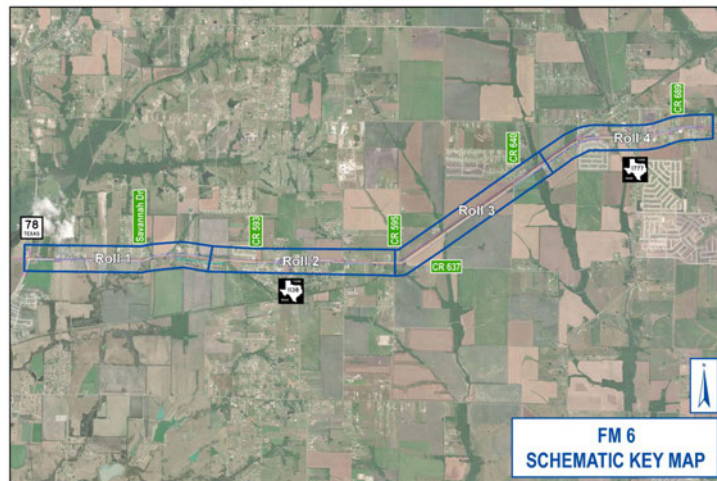 CR 689
CR 640
Roll 4
1777
Savannah Dr
CR 593
CR 595
Roll 3
78
TEXAS
Roll 1
Roll 2
CR 637
1138
N
FM 6
SCHEMATIC KEY MAP